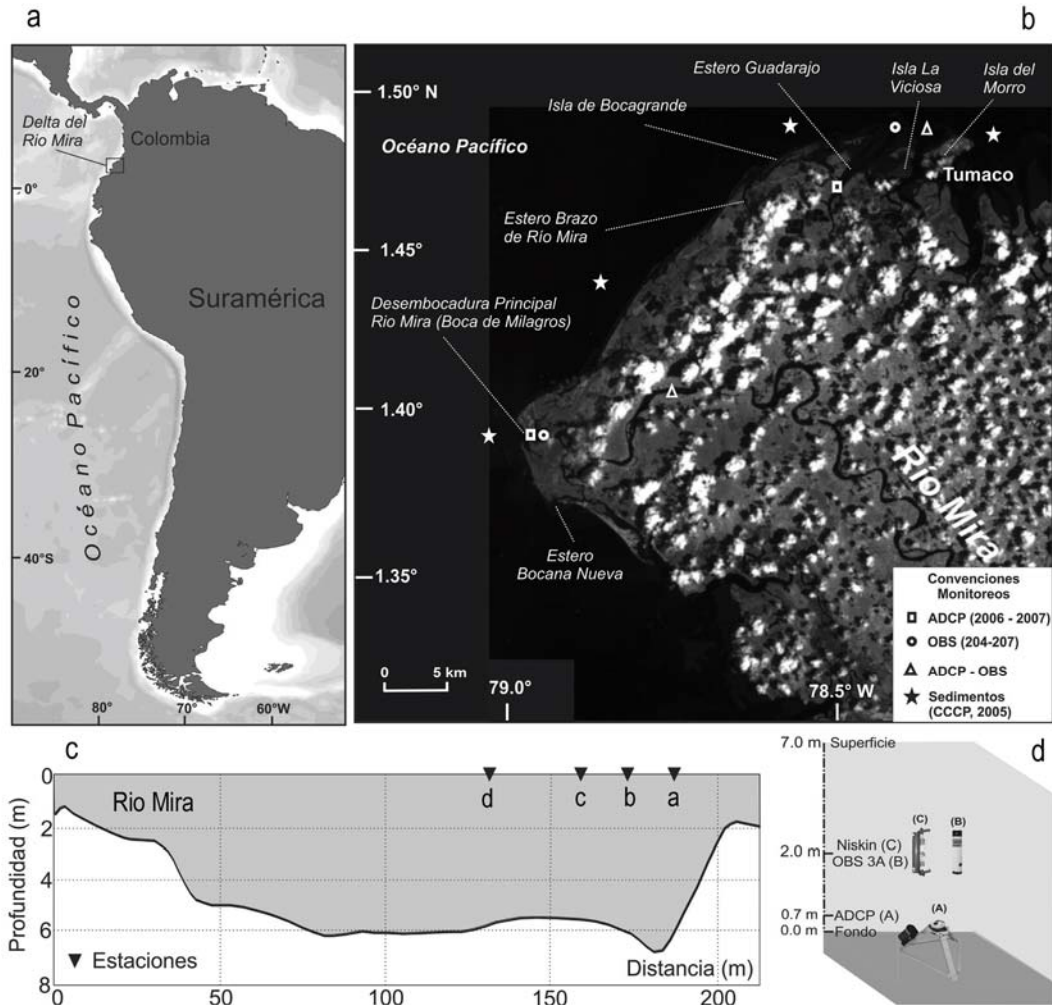 a
Delta del
Río Mira
Colombia
0°
Suramérica
Océano Pacífico
20°
40°S
80°
70°
60°W
b
1.50° N
Estero Guadarajo
Isla La
Viciosa
Isla del
Morro
Isla de Bocagrande
Océano Pacífico
Tumaco
Estero Brazo
de Río Mira
1.45°
Desembocadura Principal
Rio Mira (Boca de Milagros)
1.40°
Río Mira
Estero
Bocana Nueva
1.35°
0 5 km
79.0°
78.5° W
Convenciones
Monitoreos
ADCP (2006 - 2007)
OBS (204-207)
ADCP - OBS
Sedimentos
(CCCP, 2005)
c
Profundidad (m)
0
2
4
6
8
Rio Mira
d
c
b
a
Estaciones
Distancia (m)
0
50
100
150
200
d
7.0 m
Superficie
(C)
(B)
Niskin (C)
2.0 m
OBS 3A (B)
(A)
0.7 m
ADCP (A)
0.0 m
Fondo